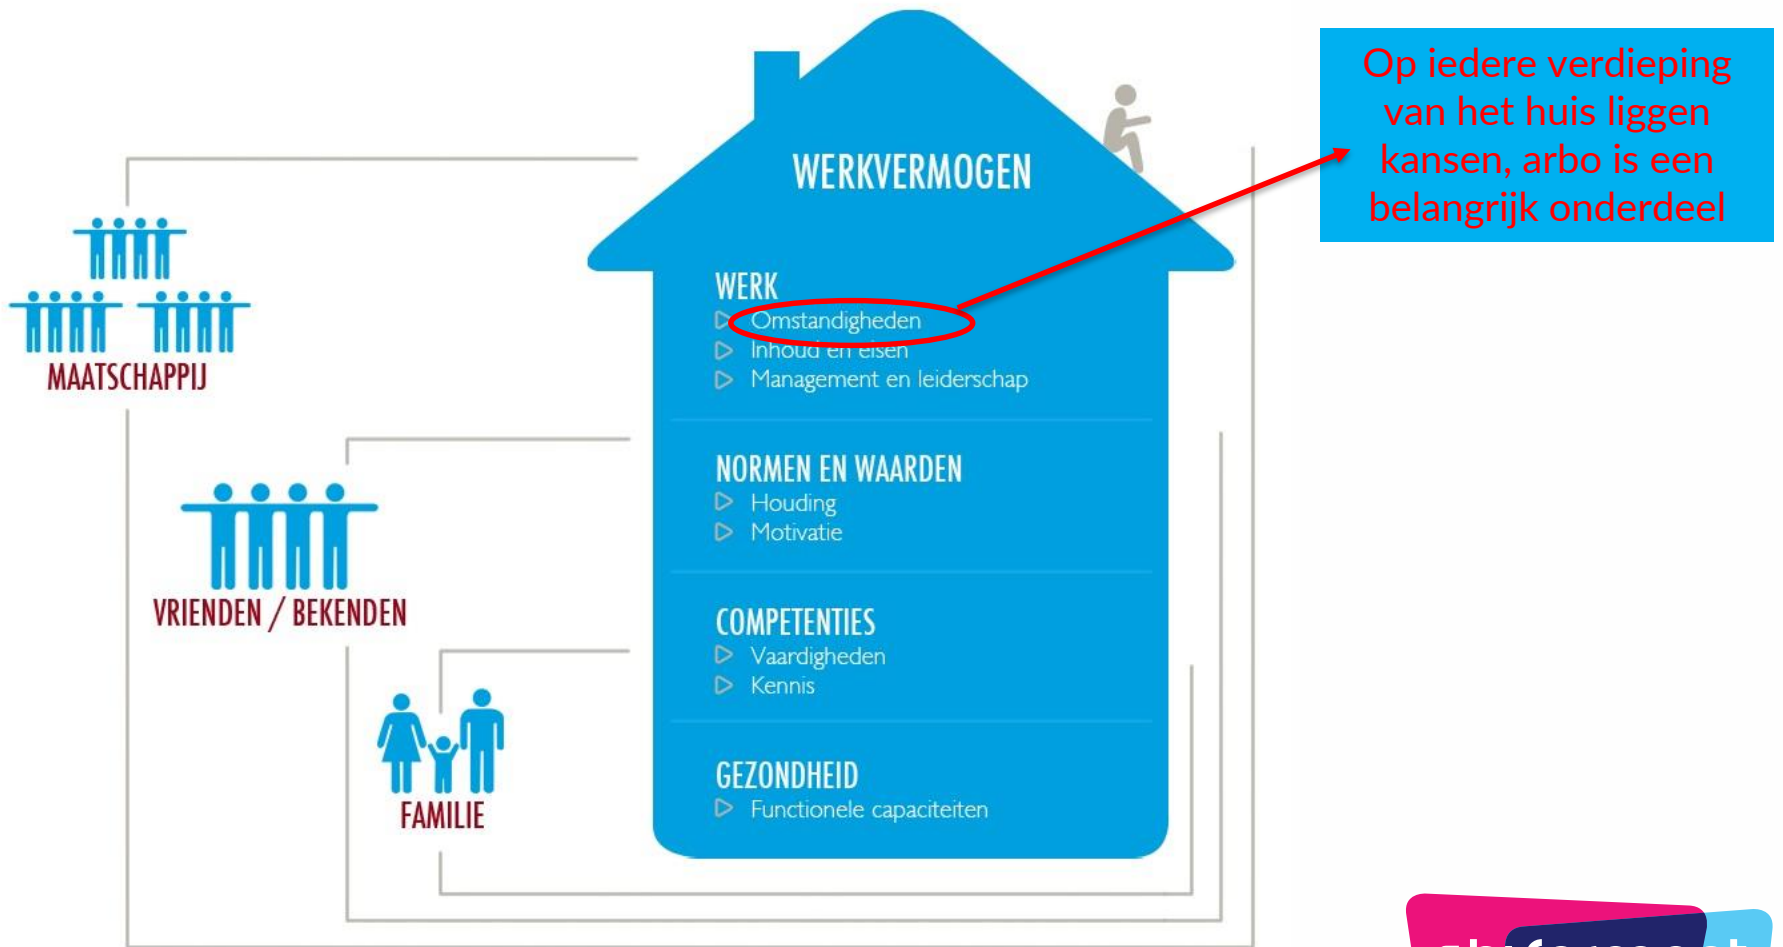 Op iedere verdieping
van het huis liggen
kansen, arbo is een
belangrijk onderdeel
WERKVERMOGEN
WERK
Omstandigheden
Inhoud en eisen
Management en leiderschap
MAATSCHAPPIJ
NORMEN EN WAARDEN
Houding
Motivatie
VRIENDEN / BEKENDEN
COMPETENTIES
Vaardigheden
Kennis
FAMILIE
GEZONDHEID
Functionele capaciteiten